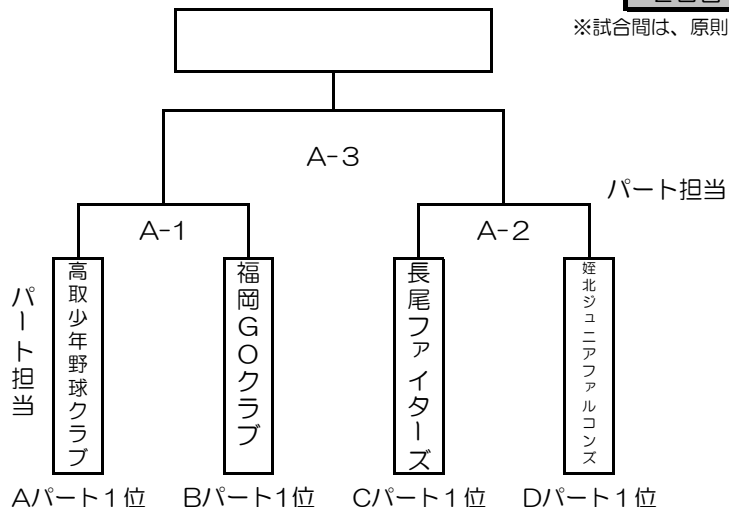 ※試合間は、原則
A-3
パート担当
A-1
A-2
パート担当
高取少年野球クラブ
福岡GOクラブ
長尾ファイターズ
姪北ジュニアファルコンズ
Aパート1位
Bパート1位
Cパート1位
Dパート1位